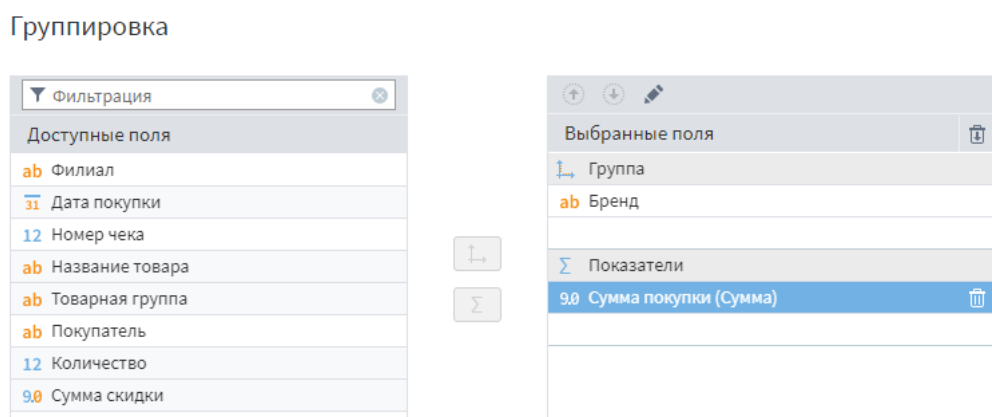 Группировка
Фильтрация
Доступные поля
ab Филиал
31 Дата покупки
12 Номер чека
ab Название товара
ab Товарная группа
ab Покупатель
12 Количество
9.0 Сумма скидки
Выбранные поля
Группа
ab Бренд
Σ Показатели
9.0 Сумма покупки (Сумма)
Σ